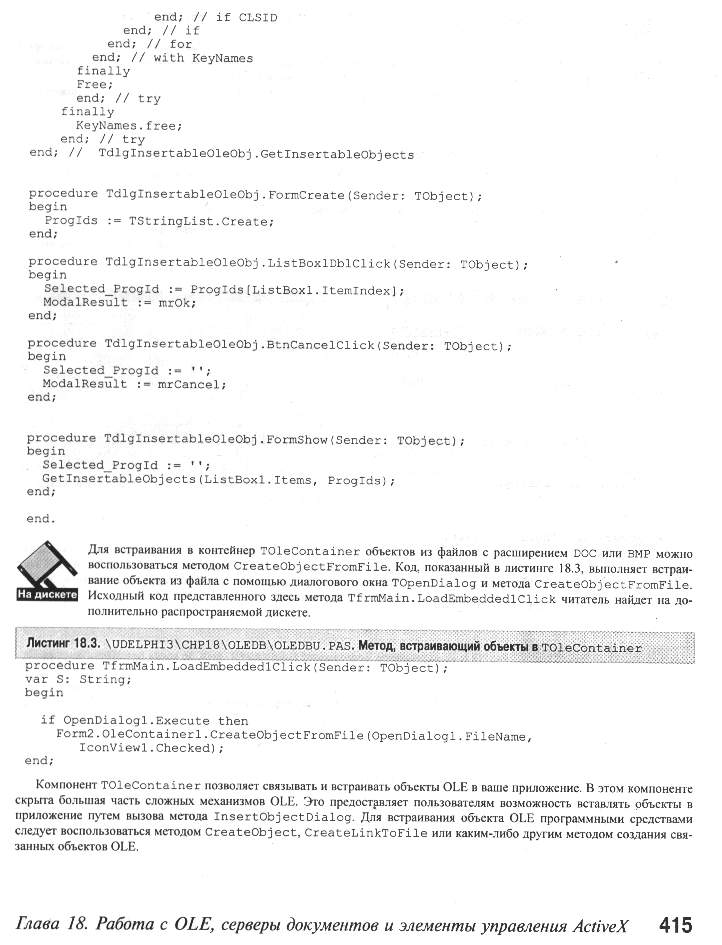 end; // if CLSID
end; // if
end; // for
end; // with KeyNames
finally
Free;
end; // try
finally
KeyNames.free;
end; // try
end; // TdlgInsertableOleObj.GetInsertableObjects
procedure TdlgInsertableOleObj.FormCreate(Sender: TObject);
begin
ProgIds := TStringList.Create;
end;
procedure TdlgInsertableOleObj.ListBox1DblClick(Sender: TObject);
begin
Selected_ProgId := ProgIds[ListBox1.ItemIndex];
ModalResult := mrOk;
end;
procedure TdlgInsertableOleObj.BtnCancelClick(Sender: TObject);
begin
Selected_ProgId := '';
ModalResult := mrCancel;
end;
procedure TdlgInsertableOleObj.FormShow(Sender: TObject);
begin
Selected_ProgId := '';
GetInsertableObjects(ListBox1.Items, ProgIds);
end;
end.
Для встраивания в контейнер TOleContainer объектов из файлов с расширением DOC или BMP можно
воспользоваться методом CreateObjectFromFile. Код, показанный в листинге 18.3, выполняет встраи-
вание объекта из файла с помощью диалогового окна TOpenDialog и метода CreateObjectFromFile.
На дискете
Исходный код представленного здесь метода TfrmMain.LoadEmbedded1Click читатель найдет на до-
полнительно распространяемой дискете.
Листинг 18.3. \UDELPHI3\CHP18\OLEDB\OLEDBU.PAS. Метод, встраивающий объекты в TOleContainer
procedure TfrmMain.LoadEmbedded1Click(Sender: TObject);
var S: String;
begin
if OpenDialog1.Execute then
Form2.OleContainer1.CreateObjectFromFile(OpenDialog1.FileName,
IconView1.Checked);
end;
Компонент TOleContainer позволяет связывать и встраивать объекты OLE в ваше приложение. В этом компоненте
скрыта большая часть сложных механизмов OLE. Это предоставляет пользователям возможность вставлять объекты в
приложение путем вызова метода InsertObjectDialog. Для встраивания объекта OLE программными средствами
следует воспользоваться методом CreateObject, CreateLinkToFile или каким-либо другим методом создания свя-
занных объектов OLE.
Глава 18. Работа с OLE, серверы документов и элементы управления ActiveX 415